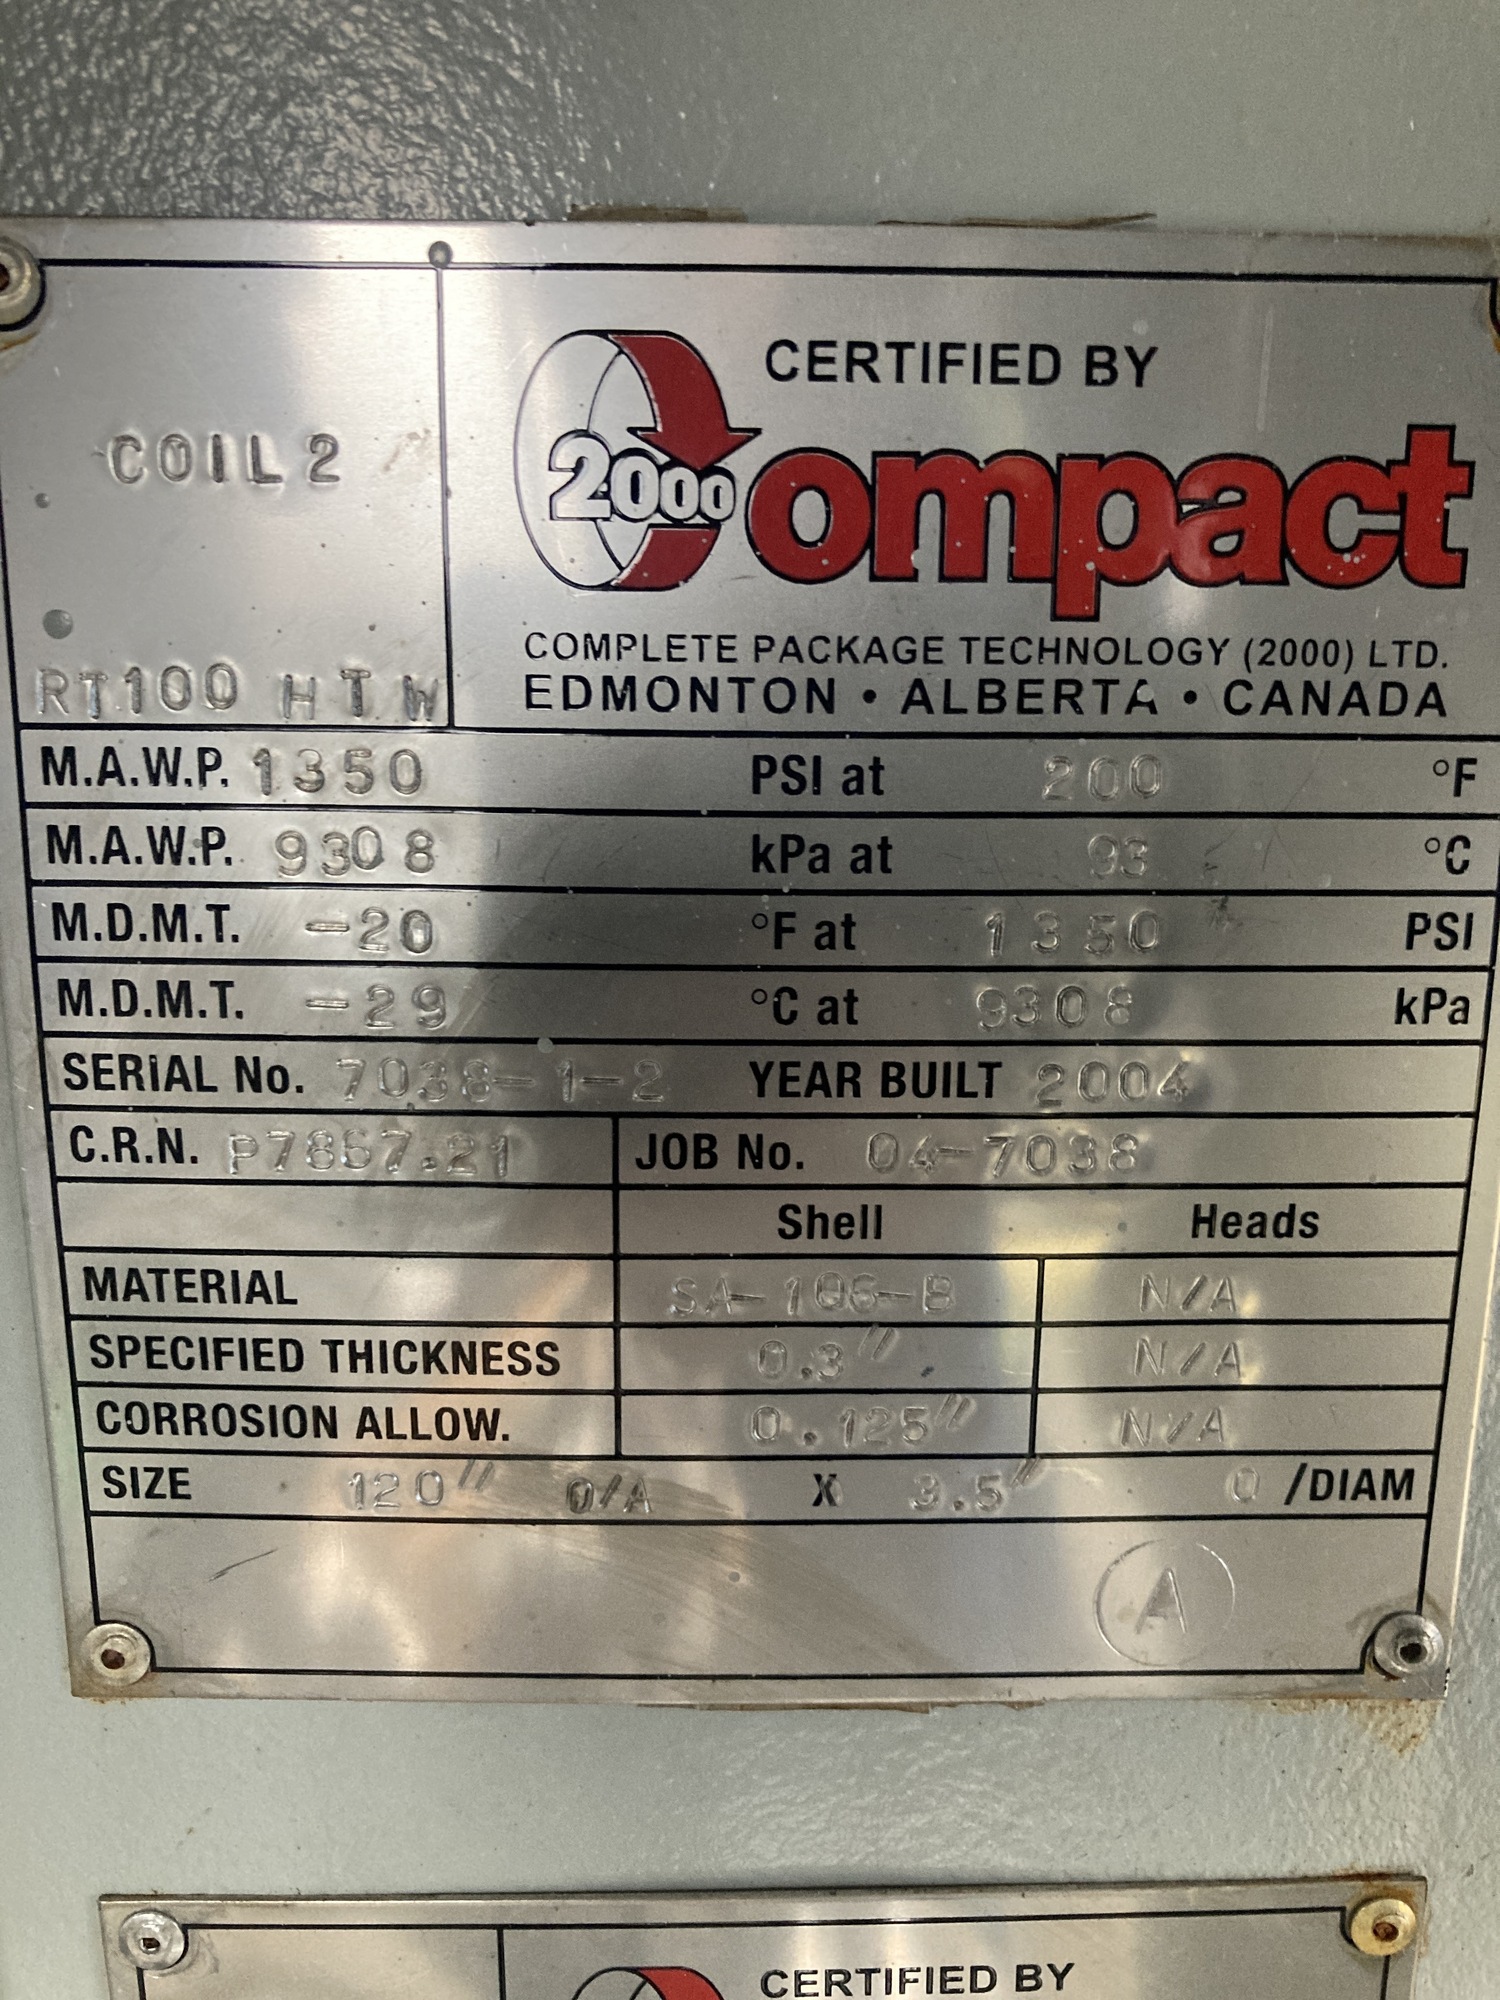 COIL 2
RT100 HTW
CERTIFIED BY
2000 Compact
COMPLETE PACKAGE TECHNOLOGY (2000) LTD.
EDMONTON • ALBERTA • CANADA
M.A.W.P. 1350 PSI at 200 °F
M.A.W.P. 9308 kPa at 93 °C
M.D.M.T. -20 °F at 1350 PSI
M.D.M.T. -29 °C at 9308 kPa
SERIAL No. 7038-1-2 YEAR BUILT 2004
C.R.N. P7867.21 JOB No. 04-7038
Shell Heads
MATERIAL SA-106-B N/A
SPECIFIED THICKNESS 0.3" N/A
CORROSION ALLOW. 0.125" N/A
SIZE 120" O/A X 3.5" O /DIAM
A
CERTIFIED BY